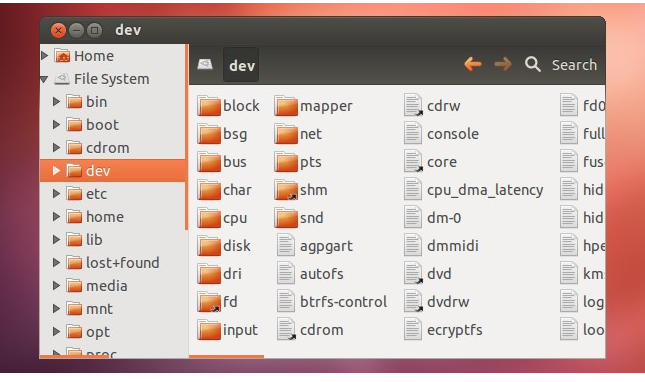 dev
Home
File System
bin
boot
cdrom
dev
etc
home
lib
lost+found
media
mnt
opt
proc
dev Search
block mapper cdrw fd0
bsg net console full
bus pts core fus
char shm cpu_dma_latency hid
cpu snd dm-0 hid
disk agpgart dmmidi hpe
dri autofs dvd km
fd btrfs-control dvdrw log
input cdrom ecryptfs loo